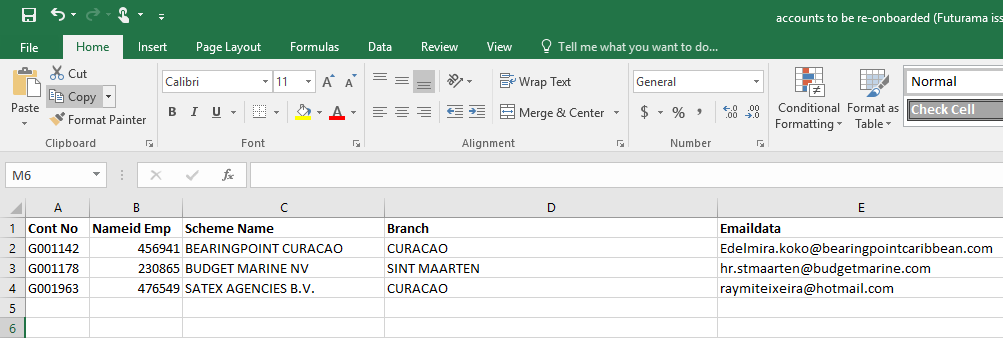 accounts to be re-onboarded (Futurama iss
File Home Insert Page Layout Formulas Data Review View Tell me what you want to do...
Paste
Cut
Copy
Format Painter
Clipboard
Calibri 11 A A
B I U A
Font
Wrap Text
Merge & Center
Alignment
General
$ % , .0 .00 .00 .0
Number
Conditional Formatting
Format as Table
Normal
Check Cell
M6 fx
A B C D E
1 Cont No Nameid Emp Scheme Name Branch Emaildata
2 G001142 456941 BEARINGPOINT CURACAO CURACAO Edelmira.koko@bearingpointcaribbean.com
3 G001178 230865 BUDGET MARINE NV SINT MAARTEN hr.stmaarten@budgetmarine.com
4 G001963 476549 SATEX AGENCIES B.V. CURACAO raymiteixeira@hotmail.com
5
6